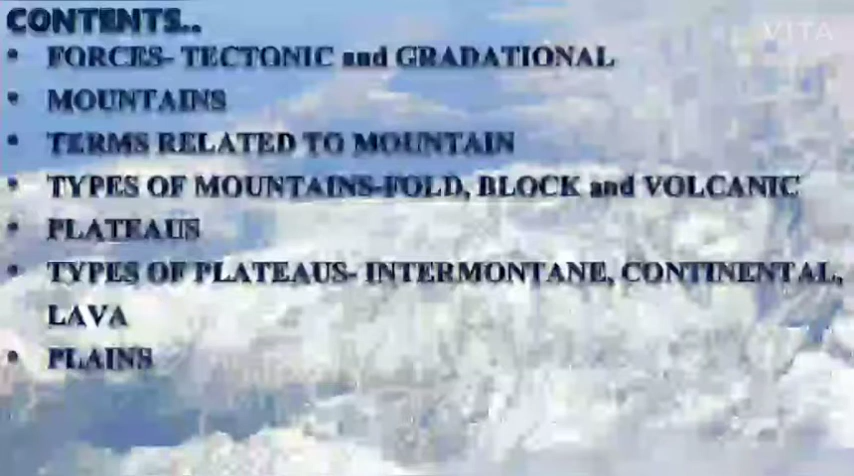 CONTENTS..
• FORCES- TECTONIC and GRADATIONAL
• MOUNTAINS
• TERMS RELATED TO MOUNTAIN
• TYPES OF MOUNTAINS-FOLD, BLOCK and VOLCANIC
• PLATEAUS
• TYPES OF PLATEAUS- INTERMONTANE, CONTINENTAL,
LAVA
• PLAINS
VITA